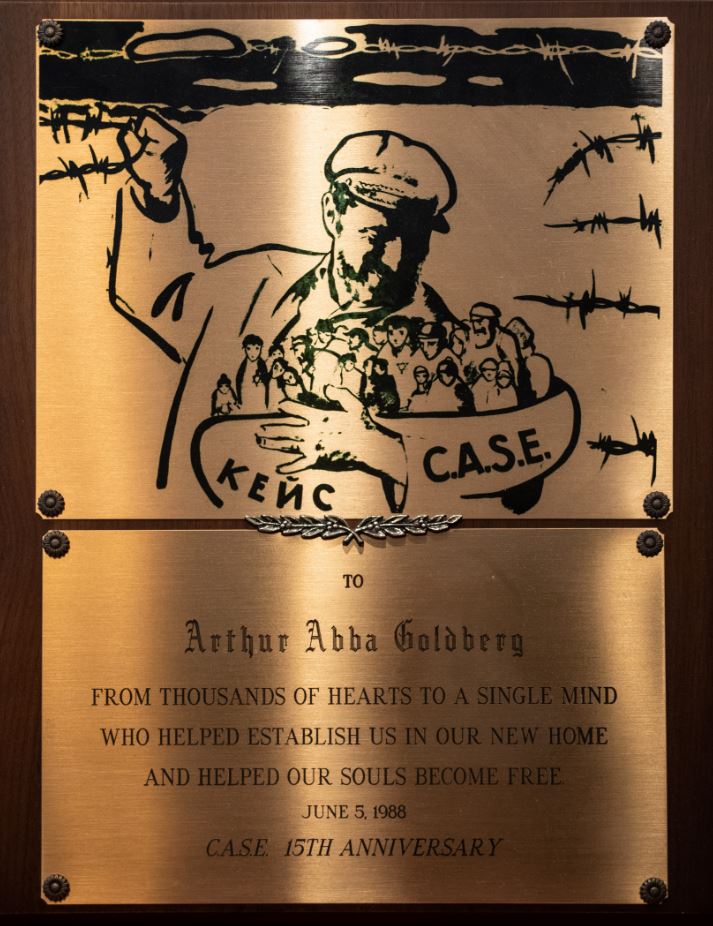 КЕЙС
C.A.S.E.
TO
Arthur Abba Goldberg
FROM THOUSANDS OF HEARTS TO A SINGLE MIND
WHO HELPED ESTABLISH US IN OUR NEW HOME
AND HELPED OUR SOULS BECOME FREE.
JUNE 5, 1988
C.A.S.E. 15TH ANNIVERSARY